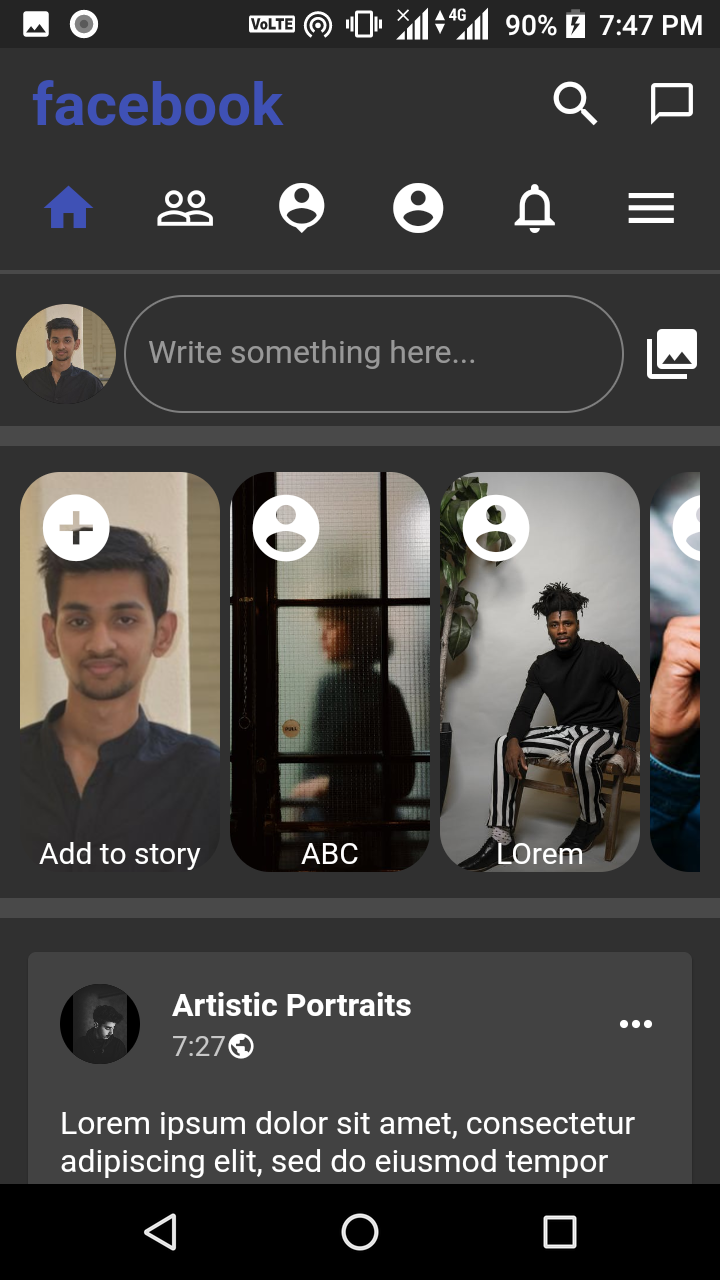 VoLTE 4G 90% 7:47 PM
facebook
Write something here...
Add to story
ABC
LOrem
Artistic Portraits
7:27
Lorem ipsum dolor sit amet, consectetur
adipiscing elit, sed do eiusmod tempor